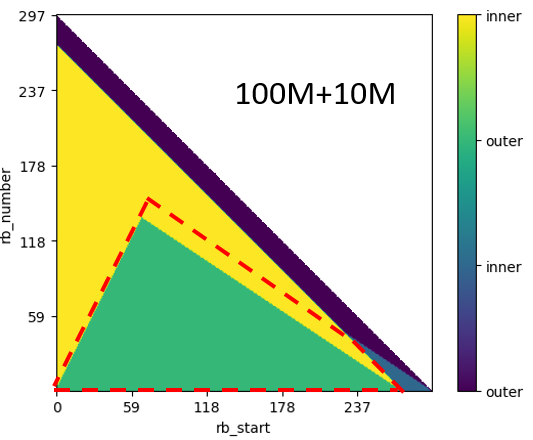 297
237
178
118
59
rb_number
100M+10M
0
59
118
178
237
rb_start
inner
outer
inner
outer